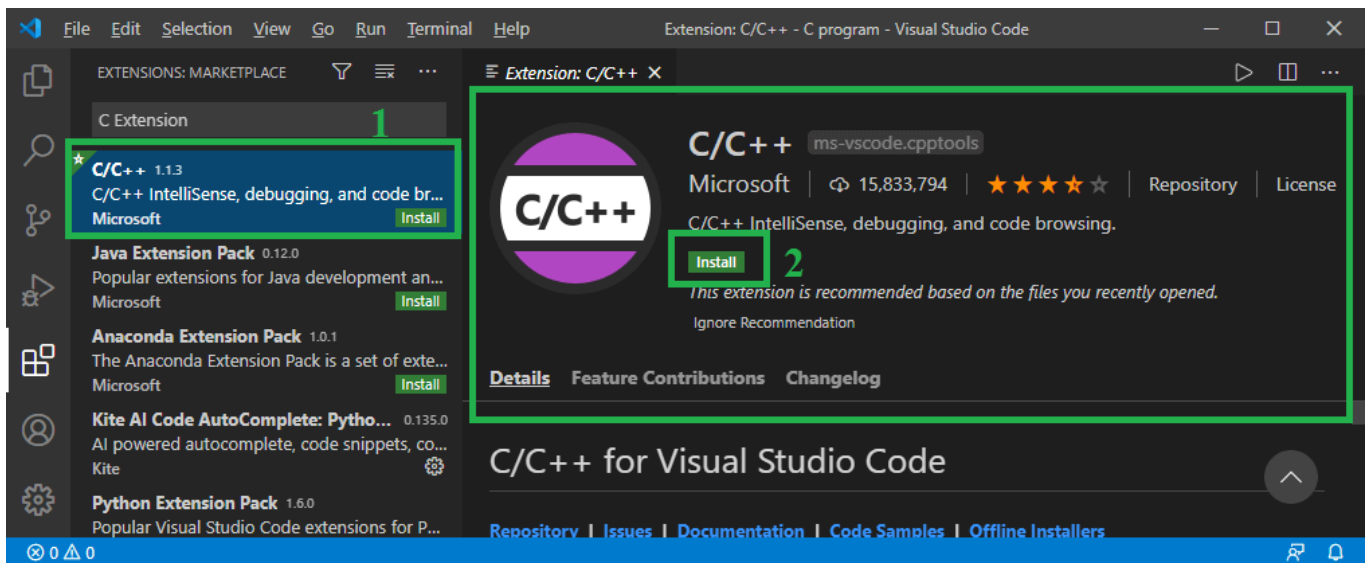 File Edit Selection View Go Run Terminal Help Extension: C/C++ - C program - Visual Studio Code
EXTENSIONS: MARKETPLACE
C Extension
1
C/C++ 1.1.3
C/C++ IntelliSense, debugging, and code br...
Microsoft Install
Java Extension Pack 0.12.0
Popular extensions for Java development an...
Microsoft Install
Anaconda Extension Pack 1.0.1
The Anaconda Extension Pack is a set of exte...
Microsoft Install
Kite AI Code AutoComplete: Pytho... 0.135.0
AI powered autocomplete, code snippets, co...
Kite
Python Extension Pack 1.6.0
Popular Visual Studio Code extensions for P...
Extension: C/C++
C/C++
C/C++ ms-vscode.cpptools
Microsoft 15,833,794 Repository License
C/C++ IntelliSense, debugging, and code browsing.
Install 2
This extension is recommended based on the files you recently opened.
Ignore Recommendation
Details Feature Contributions Changelog
C/C++ for Visual Studio Code
Repository | Issues | Documentation | Code Samples | Offline Installers
0 0